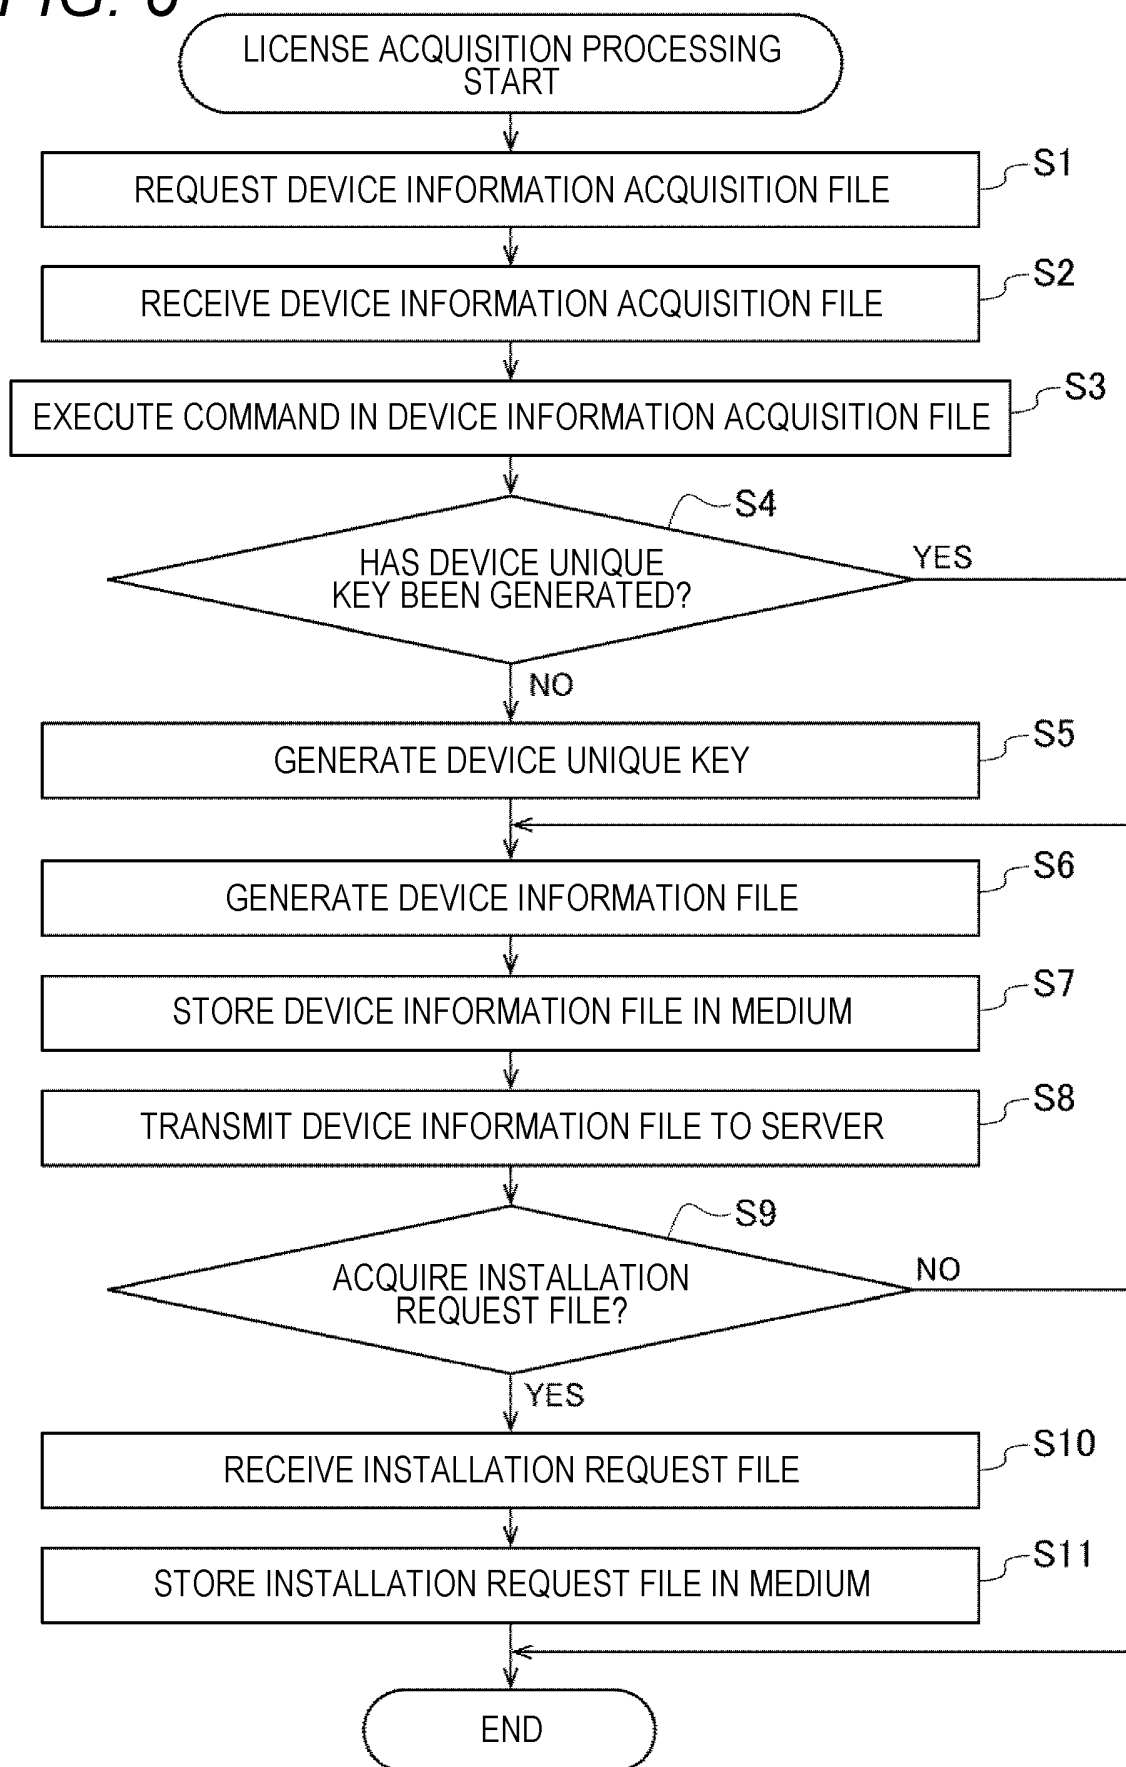 FIG.
LICENSE ACQUISITION PROCESSING
START
REQUEST DEVICE INFORMATION ACQUISITION FILE
S1
RECEIVE DEVICE INFORMATION ACQUISITION FILE
S2
EXECUTE COMMAND IN DEVICE INFORMATION ACQUISITION FILE
S3
S4
HAS DEVICE UNIQUE
KEY BEEN GENERATED?
YES
NO
GENERATE DEVICE UNIQUE KEY
S5
GENERATE DEVICE INFORMATION FILE
S6
STORE DEVICE INFORMATION FILE IN MEDIUM
S7
TRANSMIT DEVICE INFORMATION FILE TO SERVER
S8
S9
ACQUIRE INSTALLATION
REQUEST FILE?
NO
YES
RECEIVE INSTALLATION REQUEST FILE
S10
STORE INSTALLATION REQUEST FILE IN MEDIUM
S11
END